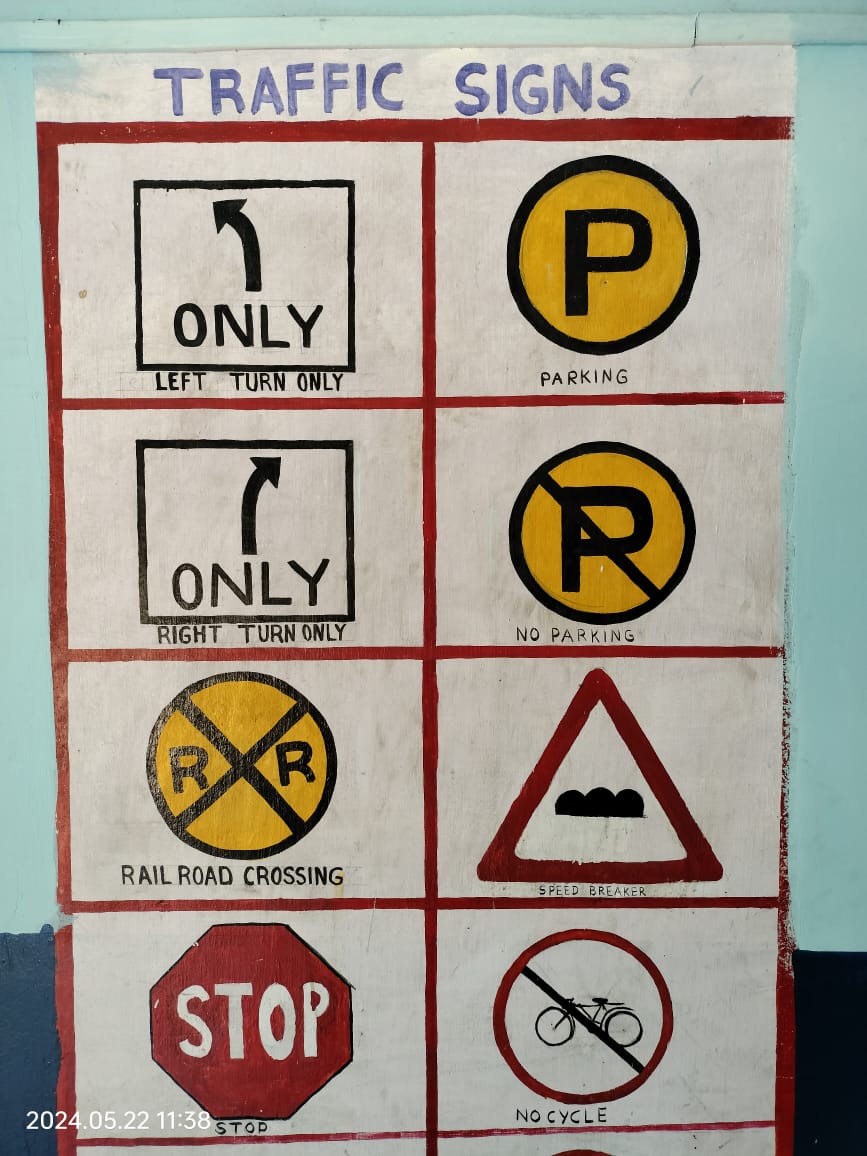 TRAFFIC SIGNS
ONLY
LEFT TURN ONLY
P
PARKING
ONLY
RIGHT TURN ONLY
P
NO PARKING
R R
RAIL ROAD CROSSING
SPEED BREAKER
STOP
STOP
NO CYCLE
2024.05.22 11:38